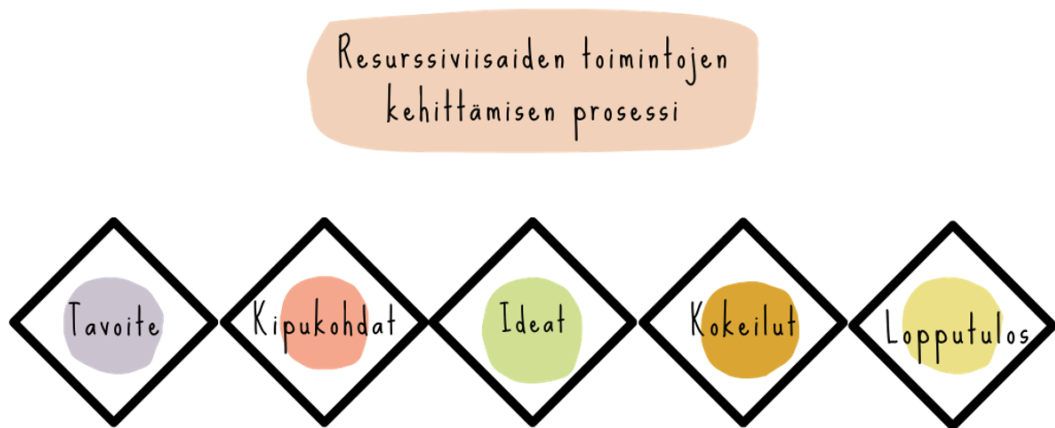 Resurssiviisaiden toimintojen
kehittämisen prosessi
Tavoite
Kipukohdat
Ideat
Kokeilut
Lopputulos